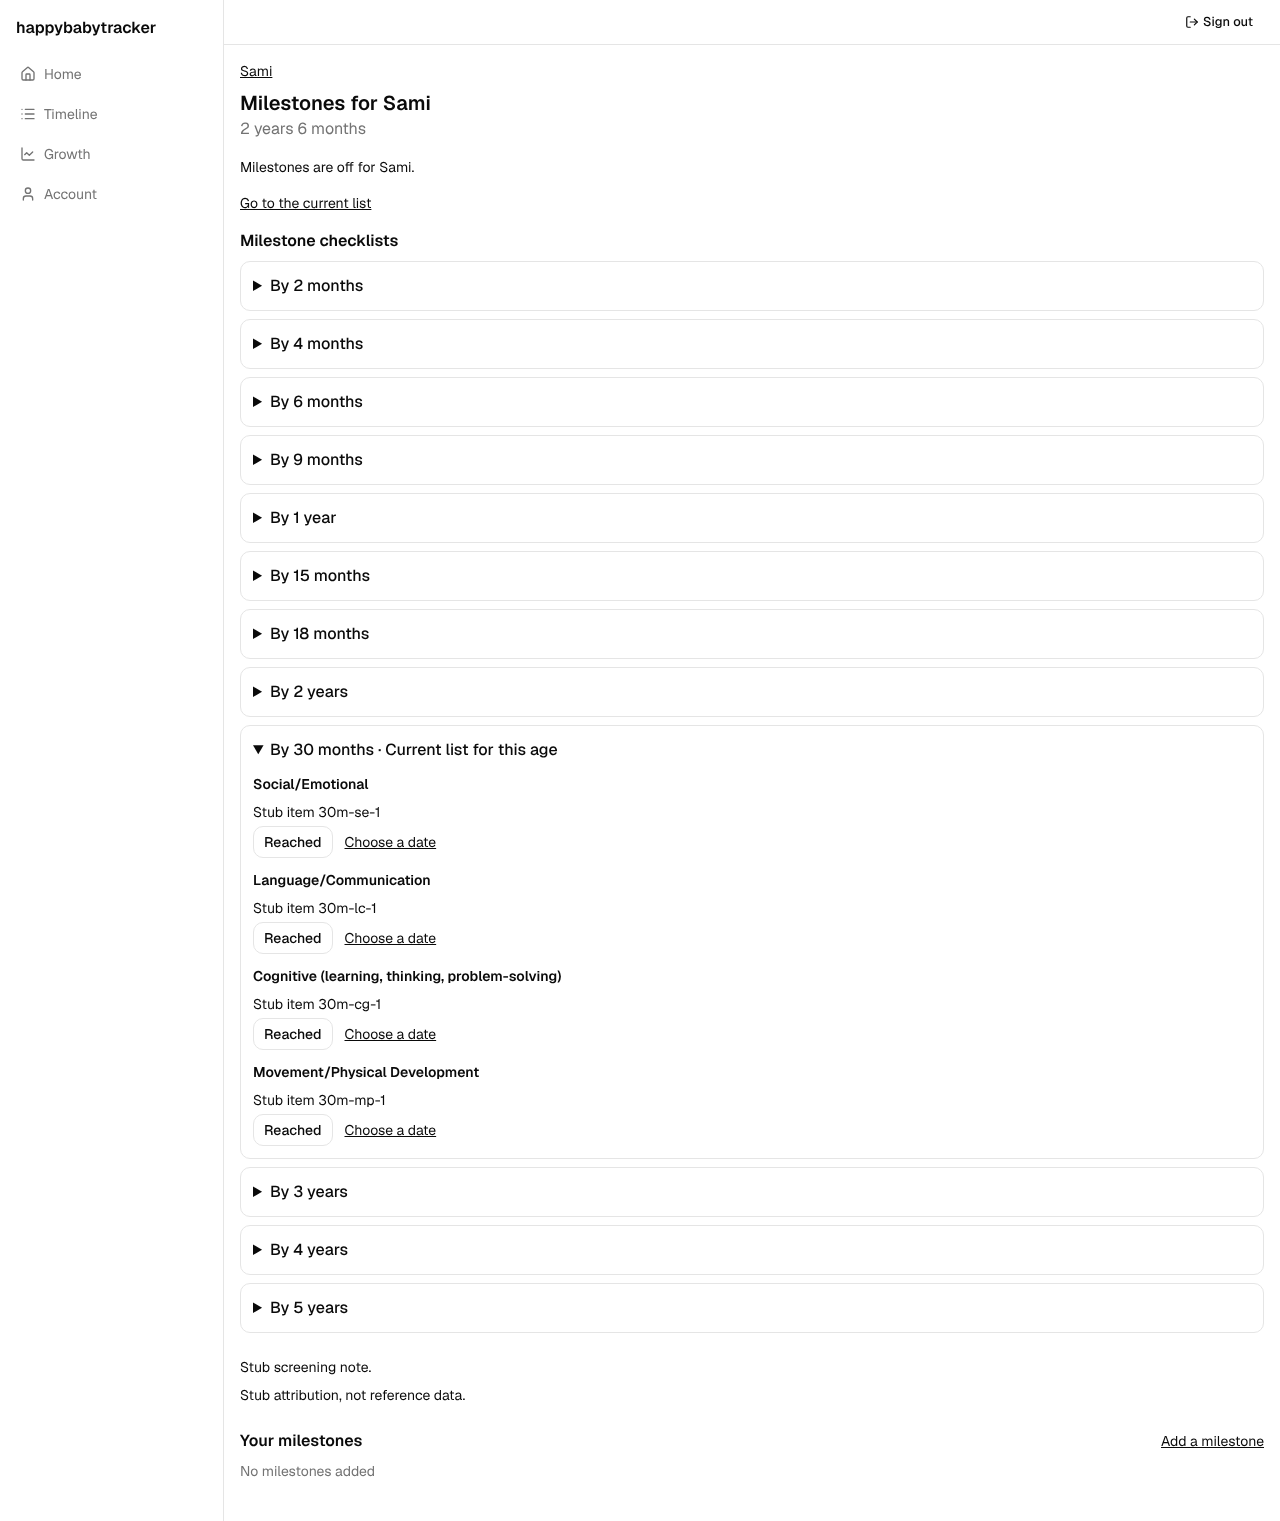 happybabytracker
Sign out
Home
Timeline
Growth
Account
Sami
Milestones for Sami
2 years 6 months
Milestones are off for Sami.
Go to the current list
Milestone checklists
By 2 months
By 4 months
By 6 months
By 9 months
By 1 year
By 15 months
By 18 months
By 2 years
By 30 months · Current list for this age
Social/Emotional
Stub item 30m-se-1
Reached Choose a date
Language/Communication
Stub item 30m-lc-1
Reached Choose a date
Cognitive (learning, thinking, problem-solving)
Stub item 30m-cg-1
Reached Choose a date
Movement/Physical Development
Stub item 30m-mp-1
Reached Choose a date
By 3 years
By 4 years
By 5 years
Stub screening note.
Stub attribution, not reference data.
Your milestones
Add a milestone
No milestones added